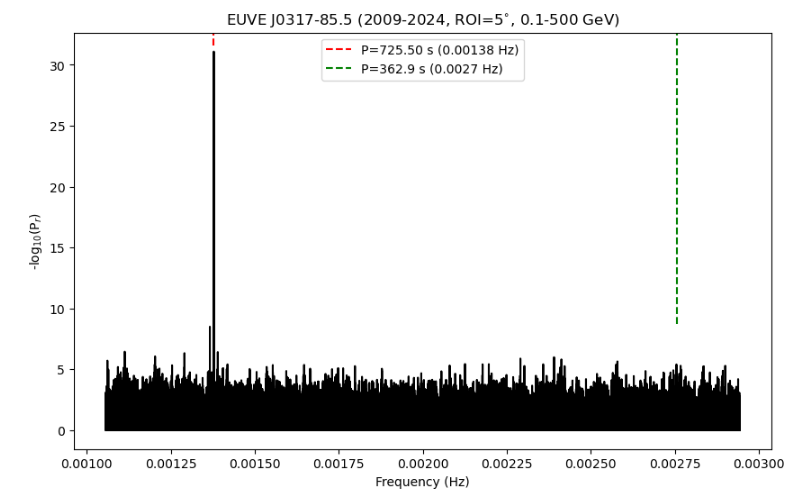 EUVE J0317-85.5 (2009-2024, ROI=5°, 0.1-500 GeV)
P=725.50 s (0.00138 Hz)
P=362.9 s (0.0027 Hz)
-log₁₀(Pᵣ)
30
25
20
15
10
5
0
0.00100 0.00125 0.00150 0.00175 0.00200 0.00225 0.00250 0.00275 0.00300
Frequency (Hz)